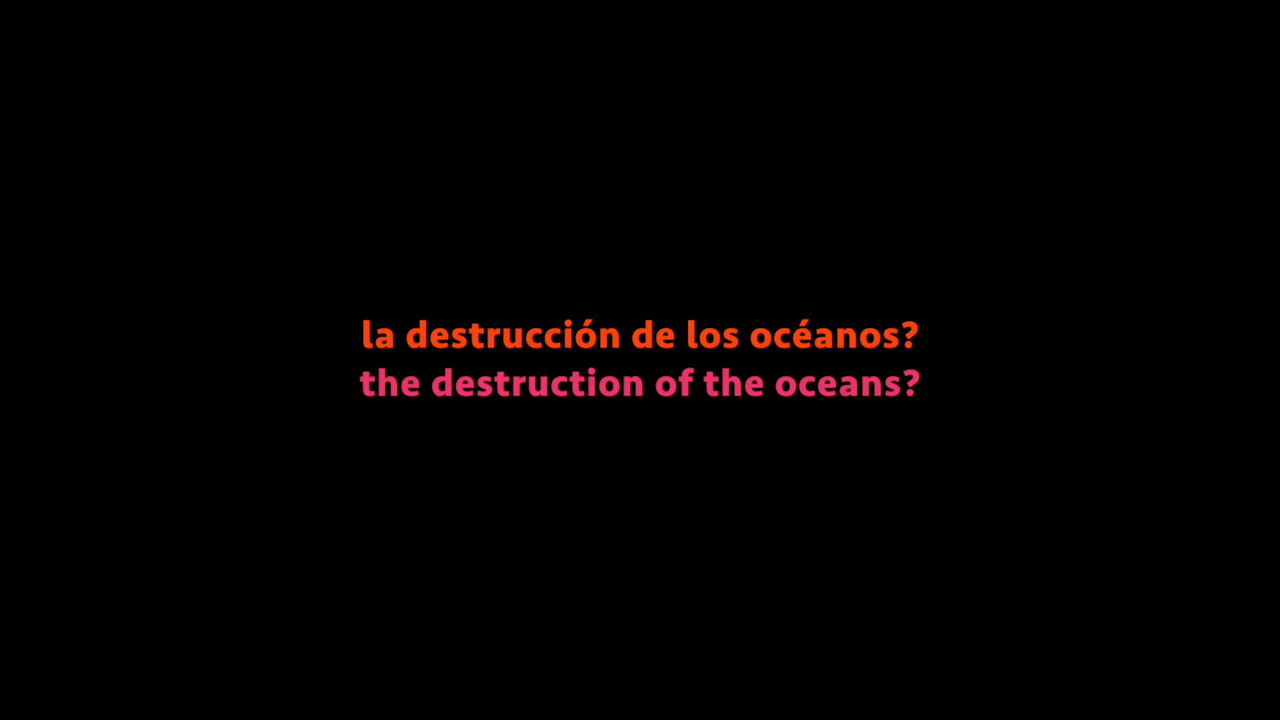 la destrucción de los océanos?
the destruction of the oceans?